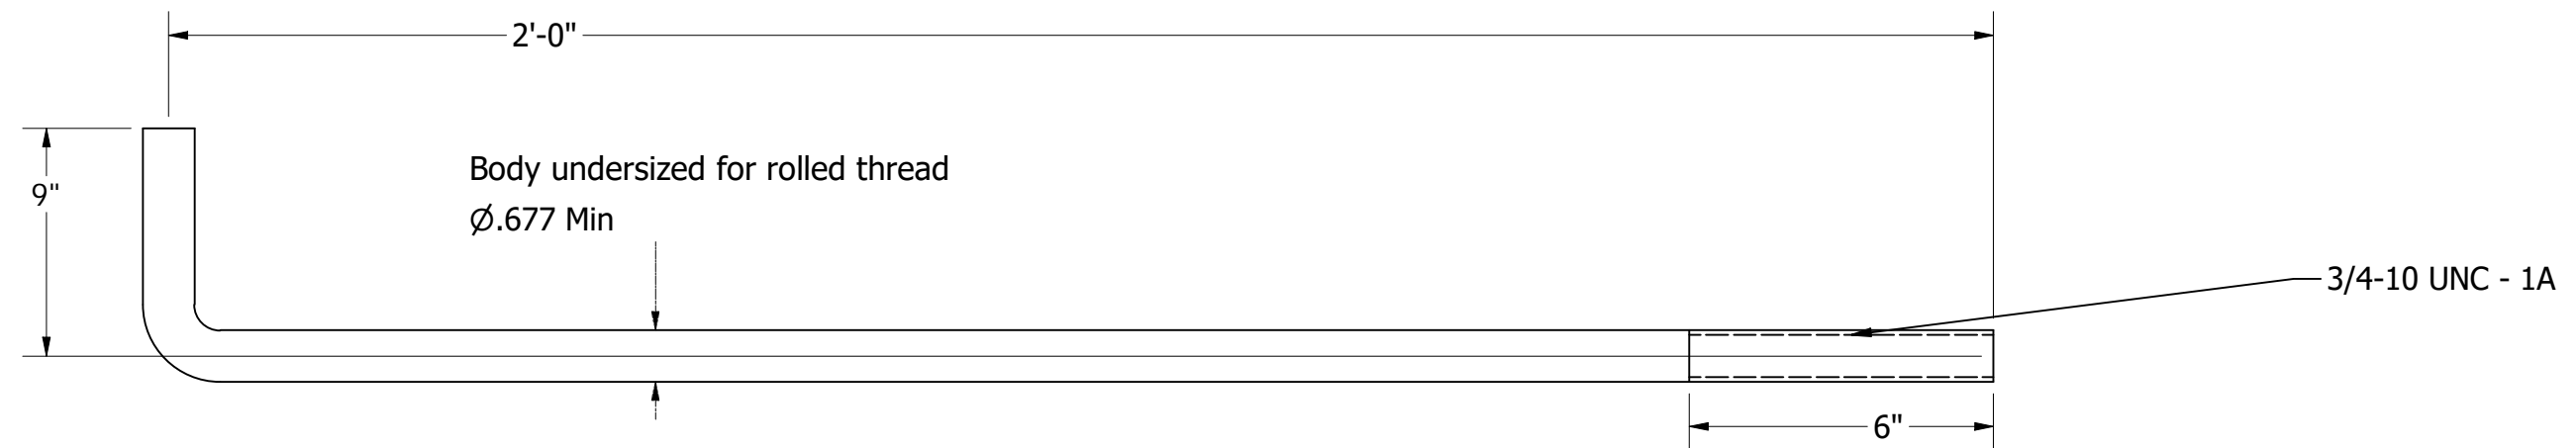 2'-0"
9"
Body undersized for rolled thread
Ø.677 Min
3/4-10 UNC - 1A
6"